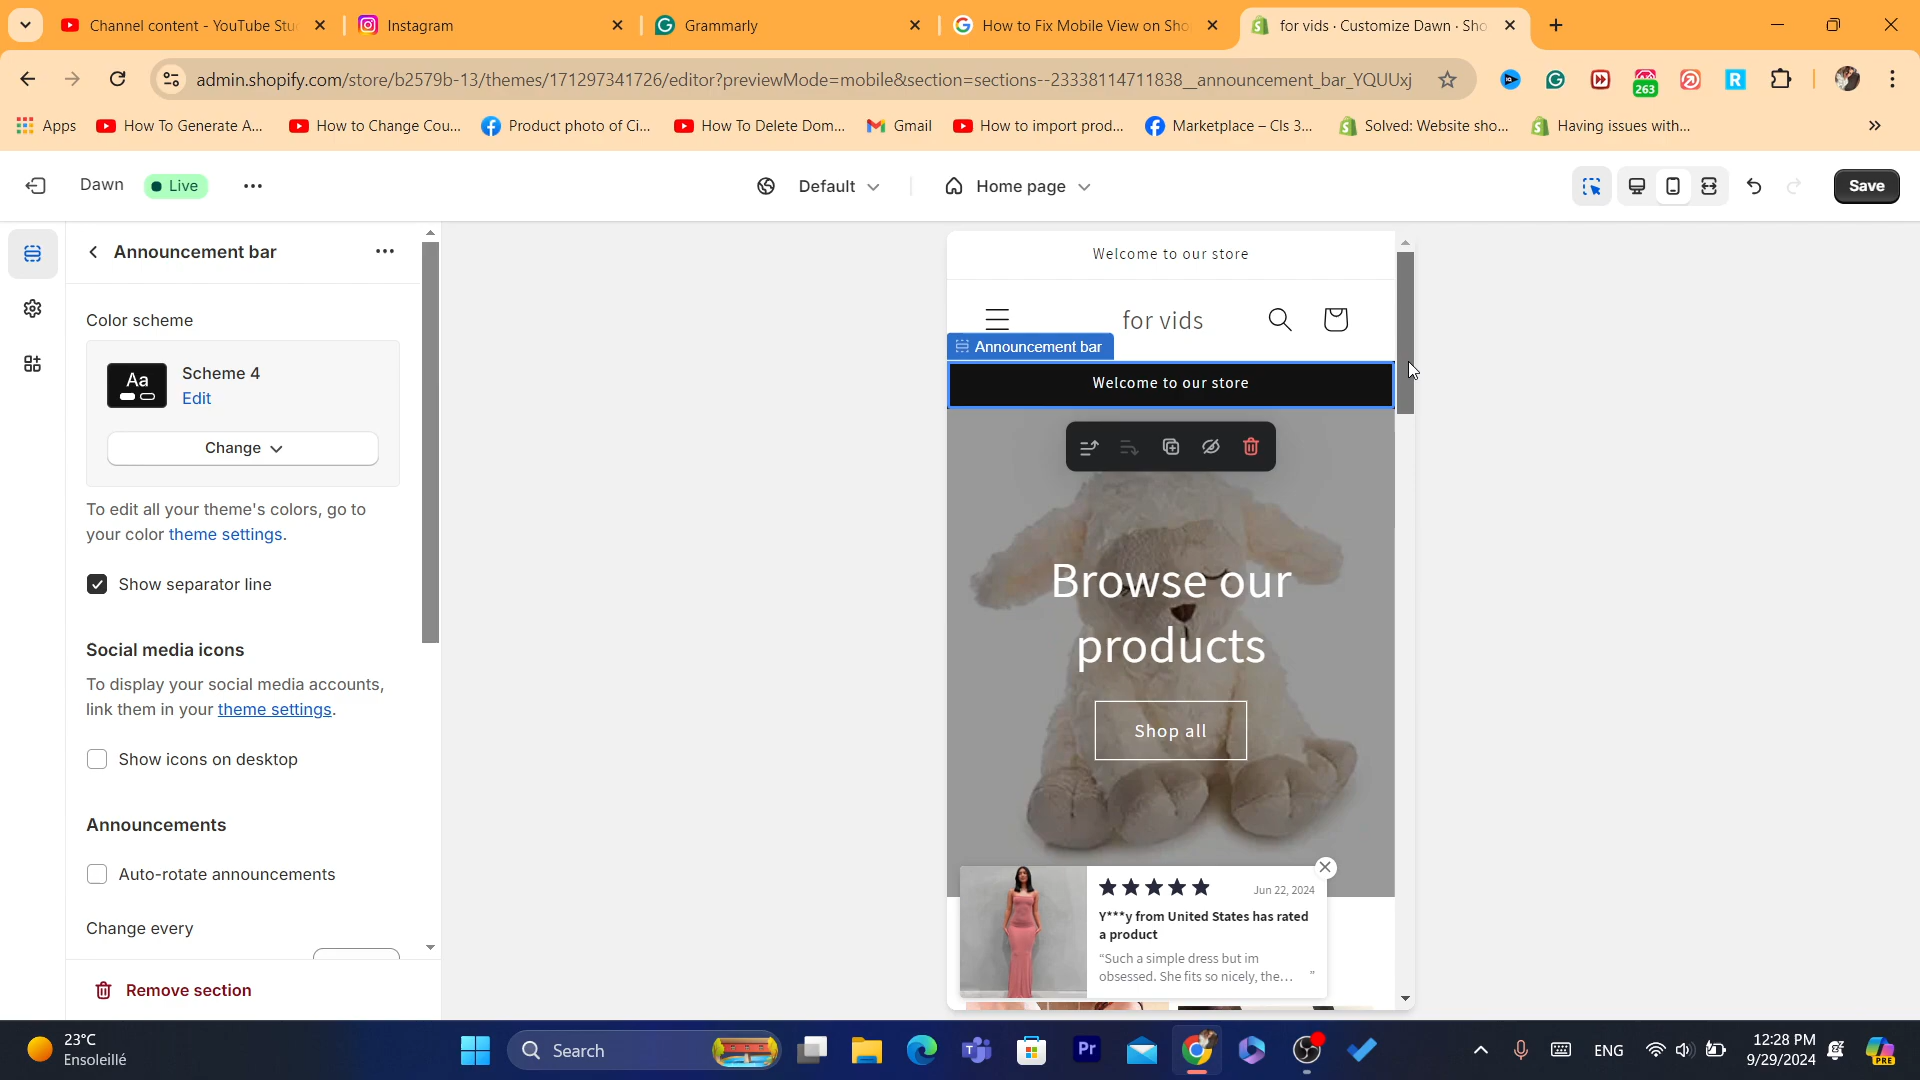 Channel content - YouTube Stu
Instagram
Grammarly
How to Fix Mobile View on Sho
for vids · Customize Dawn · Sho
admin.shopify.com/store/b2579b-13/themes/171297341726/editor?previewMode=mobile&section=sections--23338114711838__announcement_bar_YQUUxj
263
Apps
How To Generate A...
How to Change Cou...
Product photo of Ci...
How To Delete Dom...
Gmail
How to import prod...
Marketplace – Cls 3...
Solved: Website sho...
Having issues with...
Dawn
Live
Default
Home page
Save
Announcement bar
Color scheme
Aa
Scheme 4
Edit
Change
To edit all your theme's colors, go to
your color theme settings.
Show separator line
Social media icons
To display your social media accounts,
link them in your theme settings.
Show icons on desktop
Announcements
Auto-rotate announcements
Change every
Remove section
Welcome to our store
for vids
Announcement bar
Welcome to our store
Browse our
products
Shop all
Jun 22, 2024
Y***y from United States has rated
a product
“Such a simple dress but im
obsessed. She fits so nicely, the... ”
23°C
Ensoleillé
Search
Pr
ENG
12:28 PM
9/29/2024
PRE